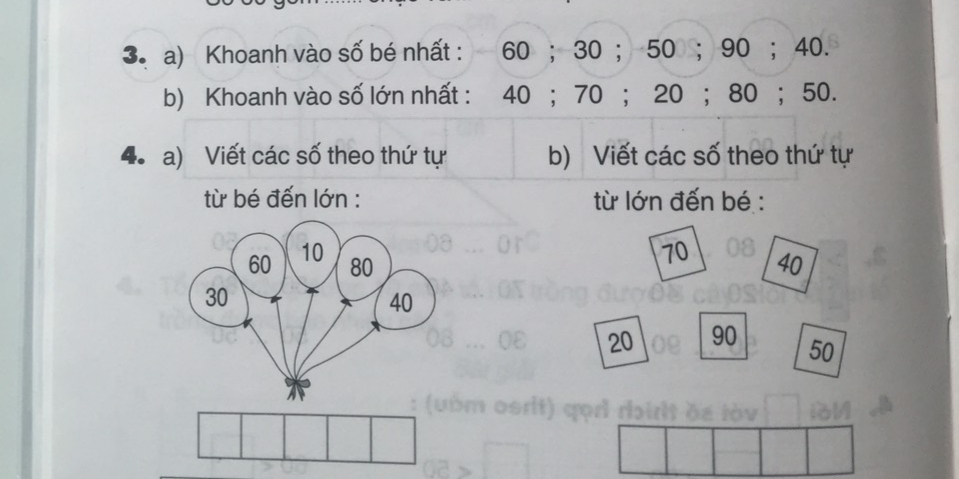 3. a) Khoanh vào số bé nhất : 60 ; 30 ; 50 ; 90 ; 40.
b) Khoanh vào số lớn nhất : 40 ; 70 ; 20 ; 80 ; 50.
4. a) Viết các số theo thứ tự
từ bé đến lớn :
30 60 10 80 40
b) Viết các số theo thứ tự
từ lớn đến bé :
70 40
20 90 50